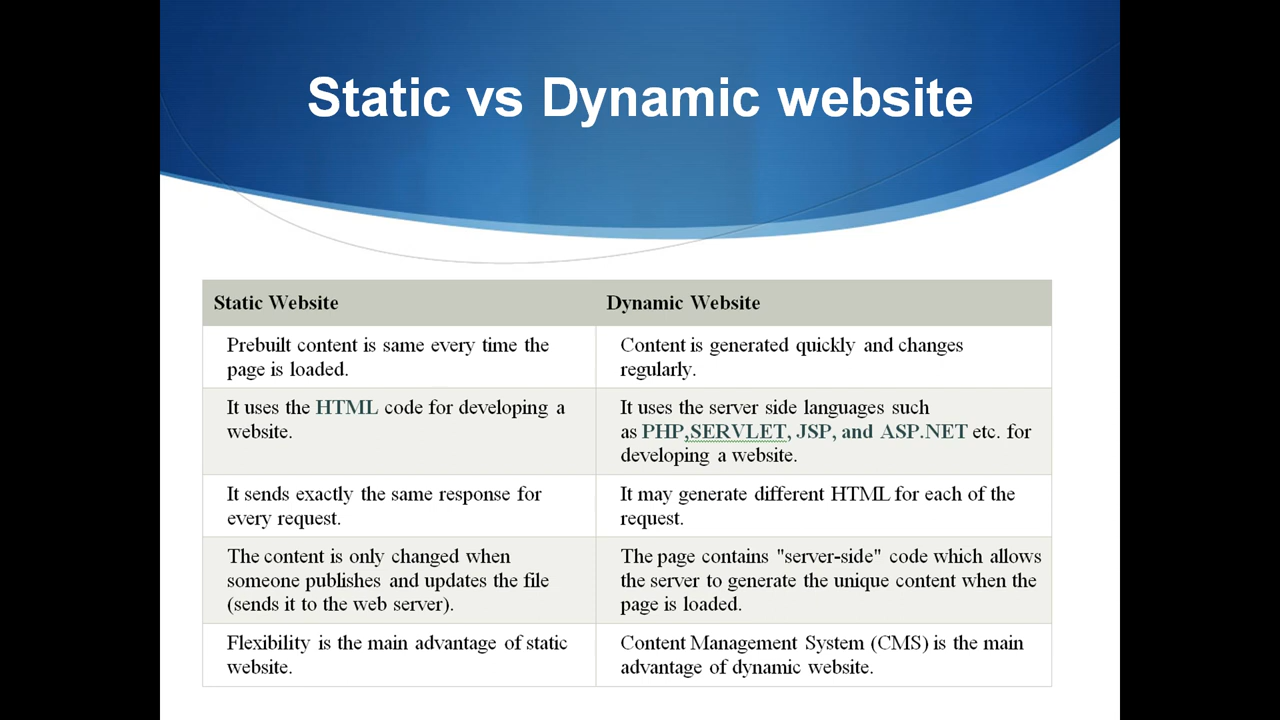 Static vs Dynamic website
Static Website
Dynamic Website
Prebuilt content is same every time the
page is loaded.
Content is generated quickly and changes
regularly.
It uses the HTML code for developing a
website.
It uses the server side languages such
as PHP,SERVLET, JSP, and ASP.NET etc. for
developing a website.
It sends exactly the same response for
every request.
It may generate different HTML for each of the
request.
The content is only changed when
someone publishes and updates the file
(sends it to the web server).
The page contains "server-side" code which allows
the server to generate the unique content when the
page is loaded.
Flexibility is the main advantage of static
website.
Content Management System (CMS) is the main
advantage of dynamic website.